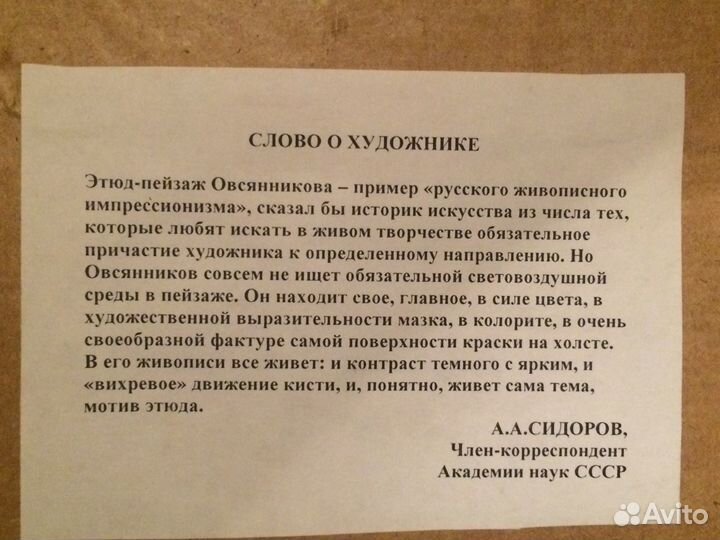 СЛОВО О ХУДОЖНИКЕ
Этюд-пейзаж Овсянникова – пример «русского живописного
импрессионизма», сказал бы историк искусства из числа тех,
которые любят искать в живом творчестве обязательное
причастие художника к определенному направлению. Но
Овсянников совсем не ищет обязательной световоздушной
среды в пейзаже. Он находит свое, главное, в силе цвета, в
художественной выразительности мазка, в колорите, в очень
своеобразной фактуре самой поверхности краски на холсте.
В его живописи все живет: и контраст темного с ярким, и
«вихревое» движение кисти, и, понятно, живет сама тема,
мотив этюда.
А.А.СИДОРОВ,
Член-корреспондент
Академии наук СССР
Avito